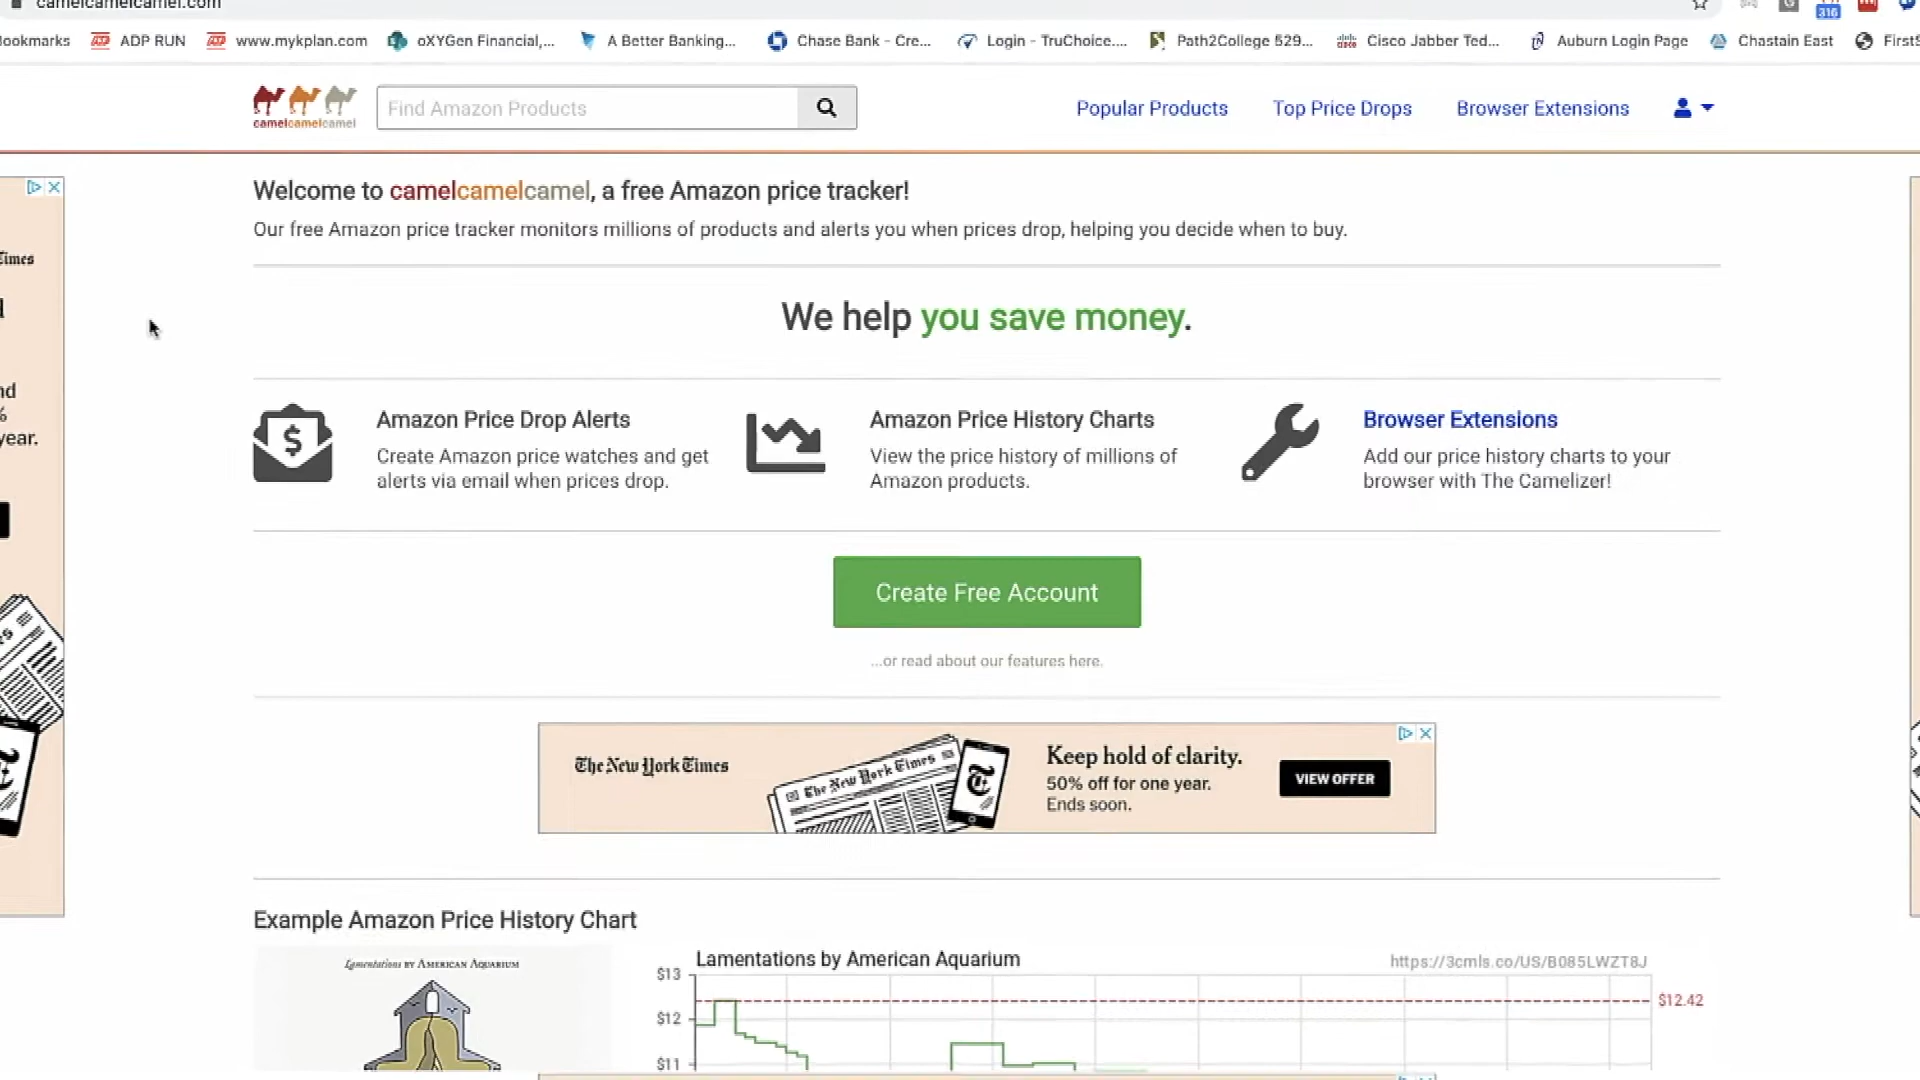 camelcamelcamel.com
316
Bookmarks ADP RUN www.mykplan.com oXYGen Financial,... A Better Banking... Chase Bank - Cre... Login - TruChoice.... Path2College 529... Cisco Jabber Ted... Auburn Login Page Chastain East
camelcamelcamel
Find Amazon Products
Popular Products Top Price Drops Browser Extensions
Welcome to camelcamelcamel, a free Amazon price tracker!
Our free Amazon price tracker monitors millions of products and alerts you when prices drop, helping you decide when to buy.
We help you save money.
Amazon Price Drop Alerts
Create Amazon price watches and get
alerts via email when prices drop.
Amazon Price History Charts
View the price history of millions of
Amazon products.
Browser Extensions
Add our price history charts to your
browser with The Camelizer!
Create Free Account
...or read about our features here.
Times
year.
The New York Times
The New York Times
Keep hold of clarity.
50% off for one year.
Ends soon.
VIEW OFFER
Example Amazon Price History Chart
Lamentations BY AMERICAN AQUARIUM
Lamentations by American Aquarium
https://3cmls.co/US/B085LWZT8J
$13
$12.42
$12
$11